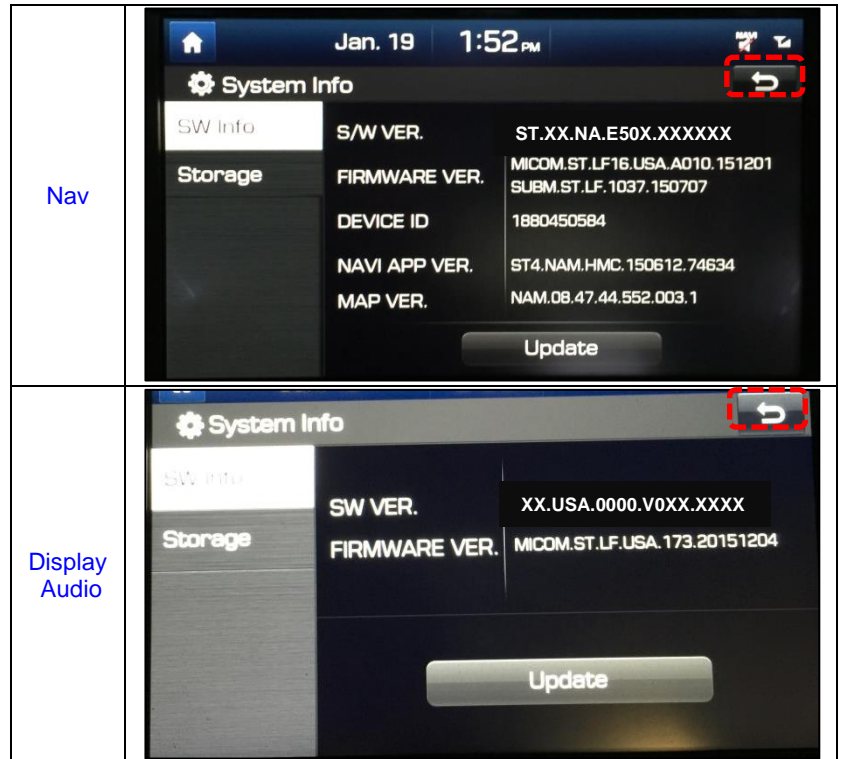 Nav
Jan. 19 1:52 PM
NAVI
System Info
SW Info
Storage
S/W VER. ST.XX.NA.E50X.XXXXXX
FIRMWARE VER. MICOM.ST.LF16.USA.A010.151201
SUBM.ST.LF.1037.150707
DEVICE ID 1880450584
NAVI APP VER. ST4.NAM.HMC.150612.74634
MAP VER. NAM.08.47.44.552.003.1
Update
Display
Audio
System Info
SW Info
Storage
SW VER. XX.USA.0000.V0XX.XXXX
FIRMWARE VER. MICOM.ST.LF.USA.173.20151204
Update